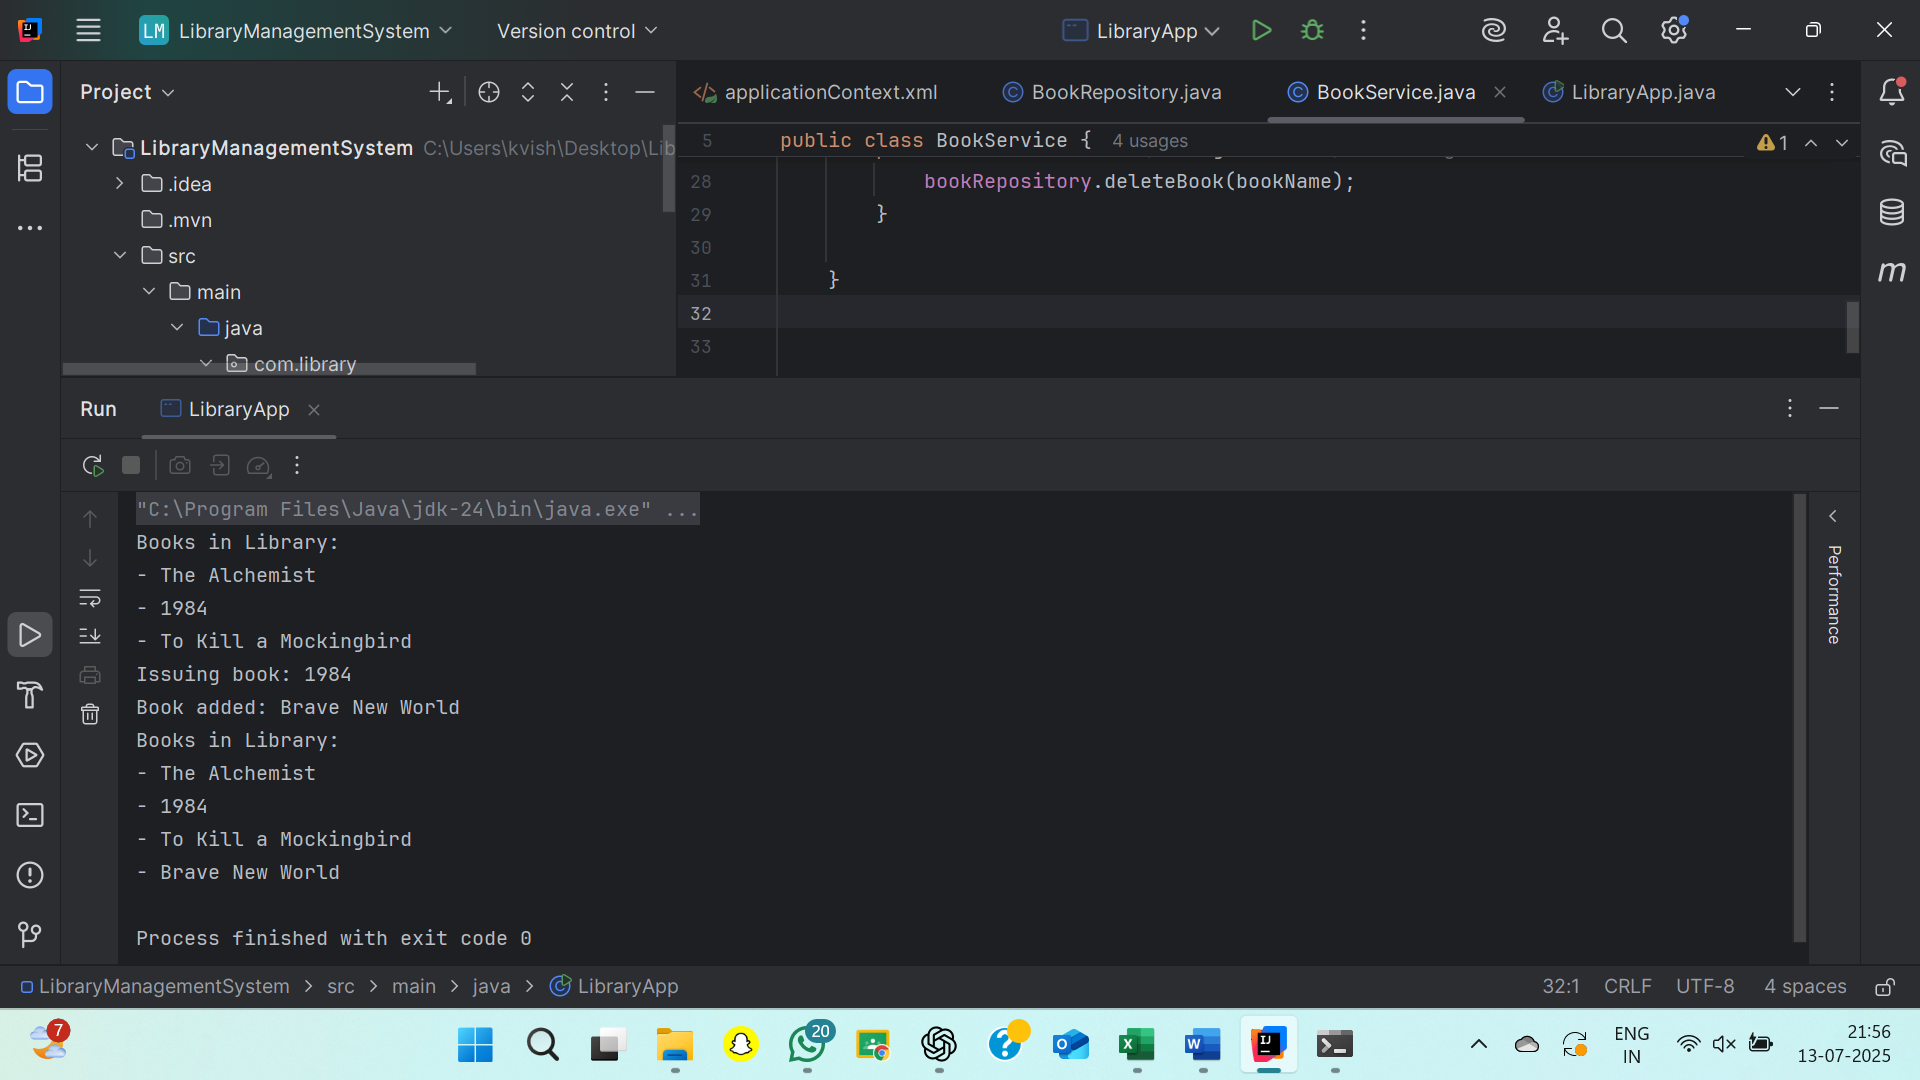 LM LibraryManagementSystem Version control LibraryApp
Project
applicationContext.xml BookRepository.java BookService.java LibraryApp.java
LibraryManagementSystem C:\Users\kvish\Desktop\Lib
.idea
.mvn
src
main
java
com.library
5 public class BookService { 4 usages 1
28 bookRepository.deleteBook(bookName);
29 }
30
31 }
32
33
Run LibraryApp
"C:\Program Files\Java\jdk-24\bin\java.exe" ...
Books in Library:
- The Alchemist
- 1984
- To Kill a Mockingbird
Issuing book: 1984
Book added: Brave New World
Books in Library:
- The Alchemist
- 1984
- To Kill a Mockingbird
- Brave New World
Process finished with exit code 0
Performance
LibraryManagementSystem > src > main > java > LibraryApp 32:1 CRLF UTF-8 4 spaces
7
20
ENG
IN
21:56
13-07-2025